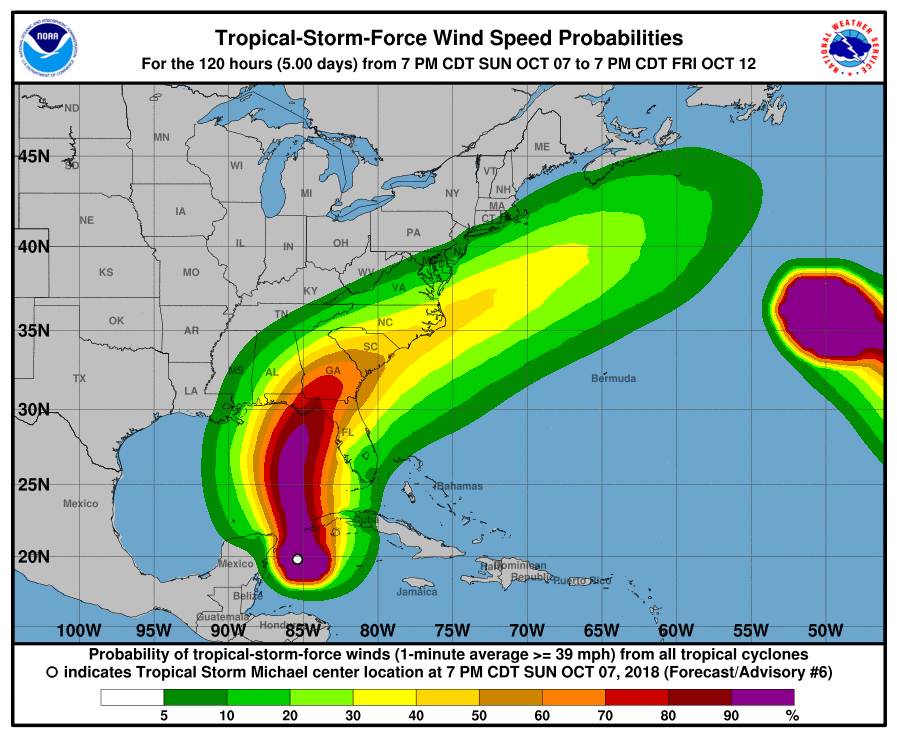 NOAA
NATIONAL WEATHER SERVICE
Tropical-Storm-Force Wind Speed Probabilities
For the 120 hours (5.00 days) from 7 PM CDT SUN OCT 07 to 7 PM CDT FRI OCT 12
ND
MN
ME
45N
SD
WI
VT
NH
MI
NY
MA
NE
IA
CT
PA
40N
IL
IN
OH
KS
MO
WV
VA
KY
35N
OK
AR
TN
NC
SC
TX
MS
AL
GA
LA
Bermuda
30N
FL
25N
Mexico
Bahamas
Cuba
20N
Mexico
Dominican
Republic
Puerto Rico
Belize
Jamaica
Guatemala
Honduras
100W 95W 90W 85W 80W 75W 70W 65W 60W 55W 50W
Probability of tropical-storm-force winds (1-minute average >= 39 mph) from all tropical cyclones
indicates Tropical Storm Michael center location at 7 PM CDT SUN OCT 07, 2018 (Forecast/Advisory #6)
5 10 20 30 40 50 60 70 80 90 %